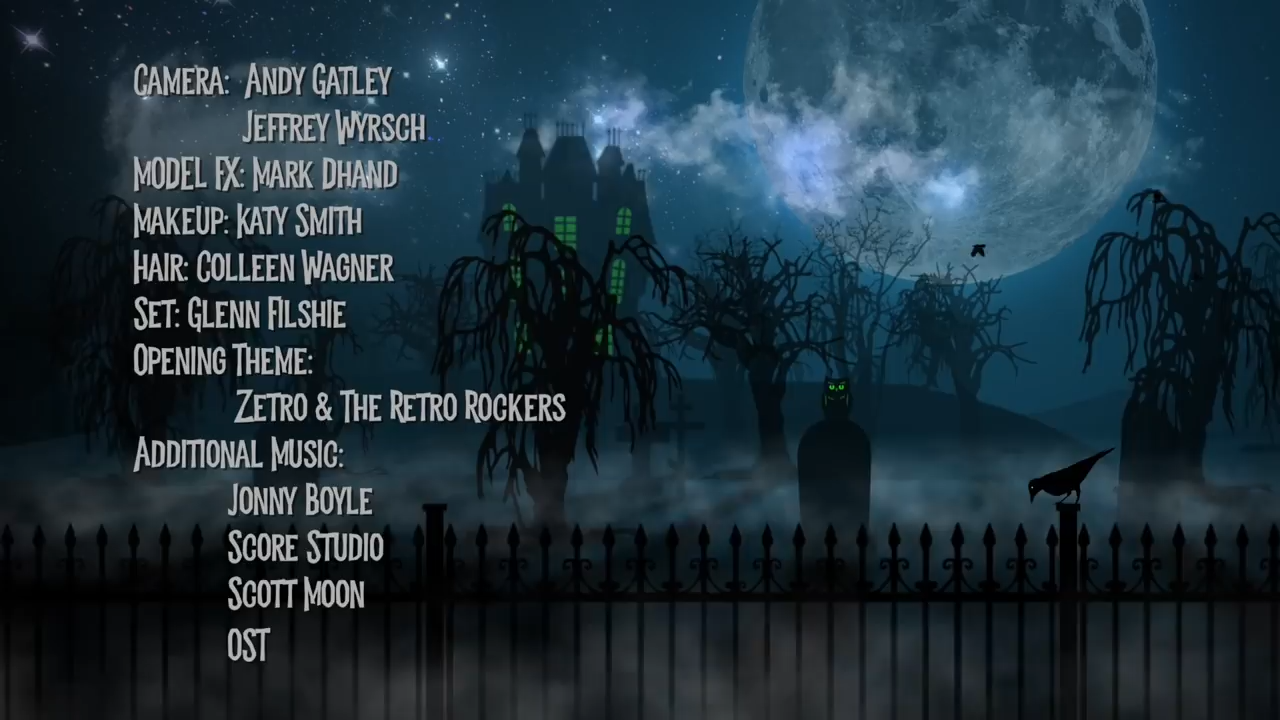 Camera: Andy Gatley
Jeffrey Wyrsch
Model FX: Mark Dhand
Makeup: Katy Smith
Hair: Colleen Wagner
Set: Glenn Filshie
Opening Theme:
Zetro & The Retro Rockers
Additional Music:
Jonny Boyle
Score Studio
Scott Moon
OST